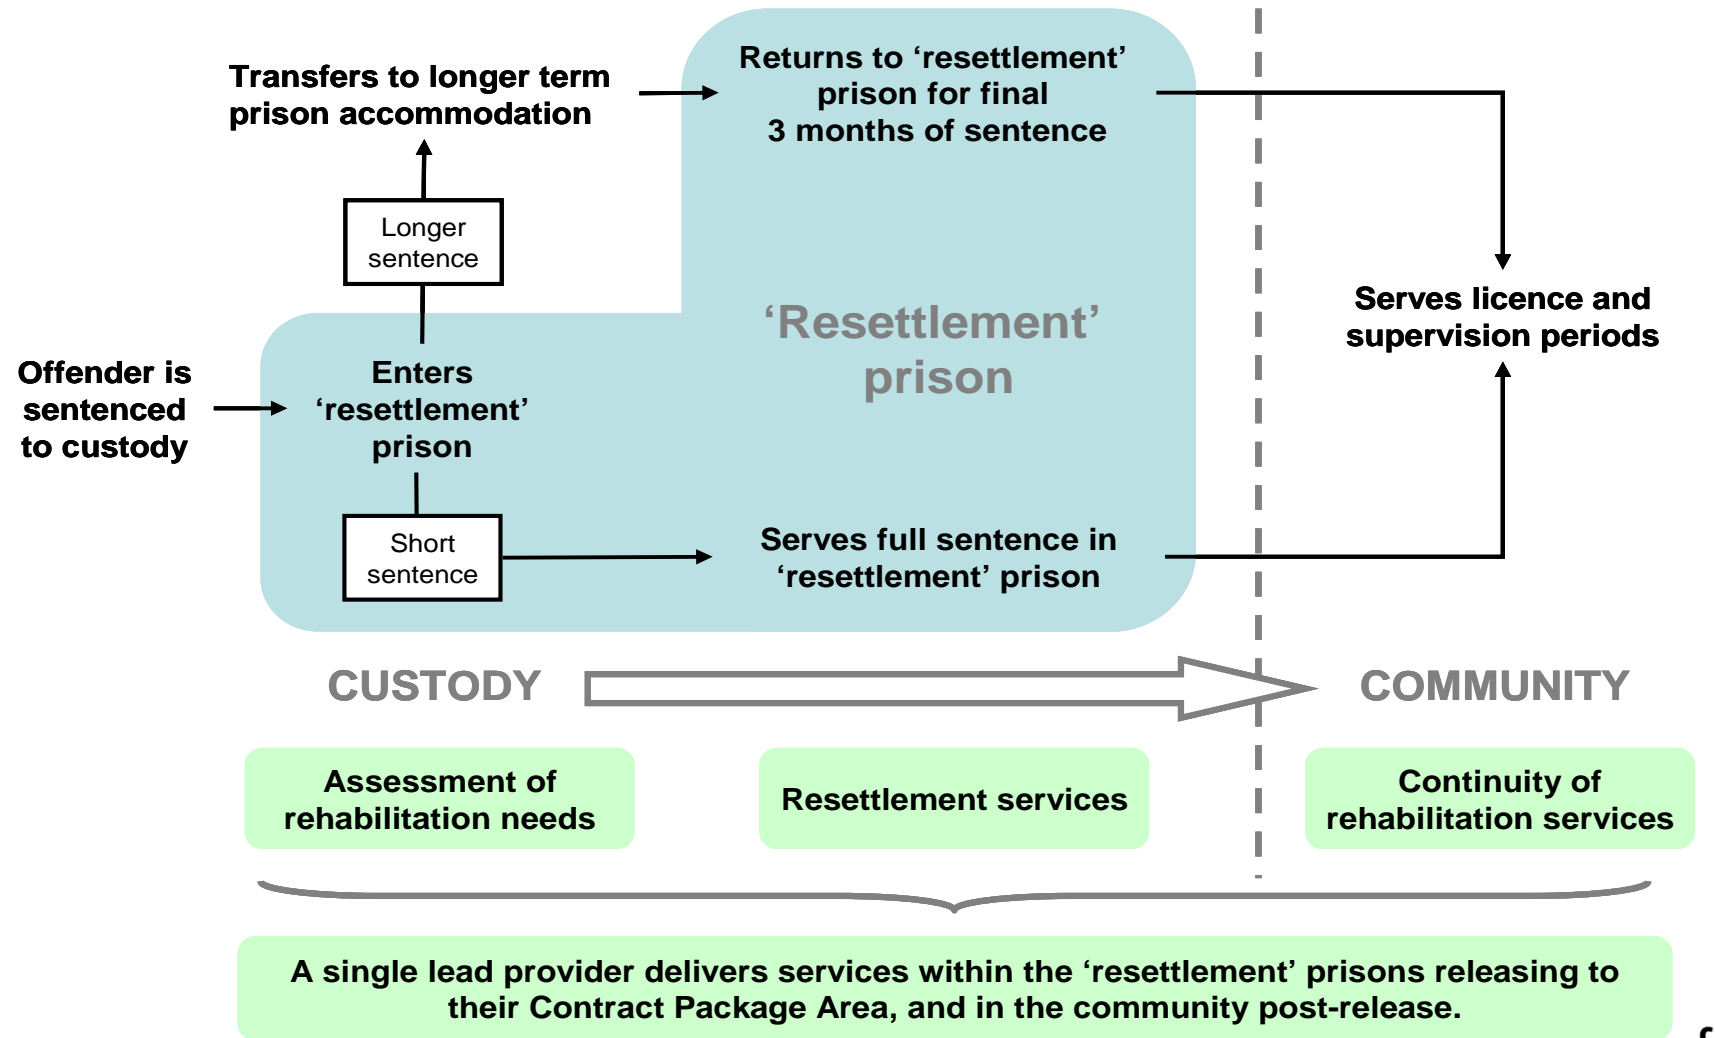 Transfers to longer term
prison accommodation
Returns to ‘resettlement’
prison for final
3 months of sentence
Longer
sentence
‘Resettlement’
prison
Serves licence and
supervision periods
Offender is
sentenced
to custody
Enters
‘resettlement’
prison
Short
sentence
Serves full sentence in
‘resettlement’ prison
CUSTODY
COMMUNITY
Assessment of
rehabilitation needs
Resettlement services
Continuity of
rehabilitation services
A single lead provider delivers services within the ‘resettlement’ prisons releasing to
their Contract Package Area, and in the community post-release.